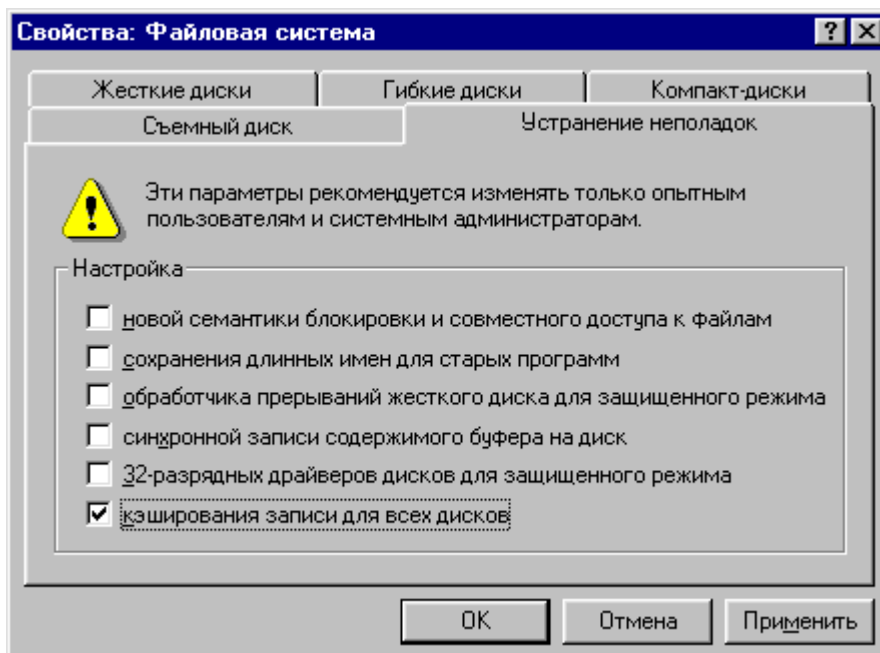 Свойства: Файловая система
Жесткие диски
Гибкие диски
Компакт-диски
Съемный диск
Устранение неполадок
Эти параметры рекомендуется изменять только опытным
пользователям и системным администраторам.
Настройка
новой семантики блокировки и совместного доступа к файлам
сохранения длинных имен для старых программ
обработчика прерываний жесткого диска для защищенного режима
синхронной записи содержимого буфера на диск
32-разрядных драйверов дисков для защищенного режима
кэширования записи для всех дисков
OK
Отмена
Применить